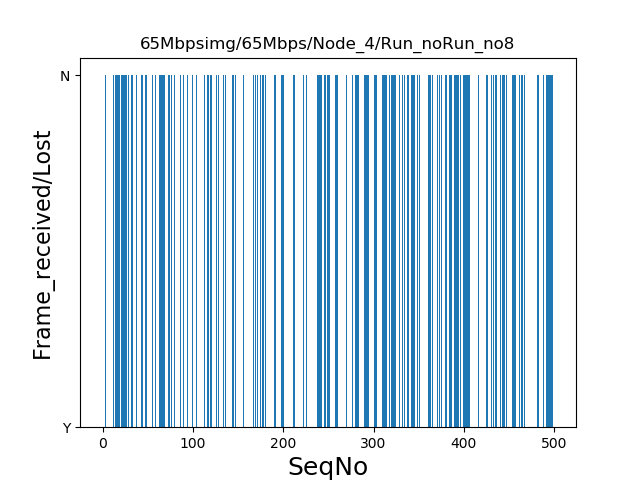 65Mbpsimg/65Mbps/Node_4/Run_noRun_no8
N
Frame_received/Lost
Y
0 100 200 300 400 500
SeqNo